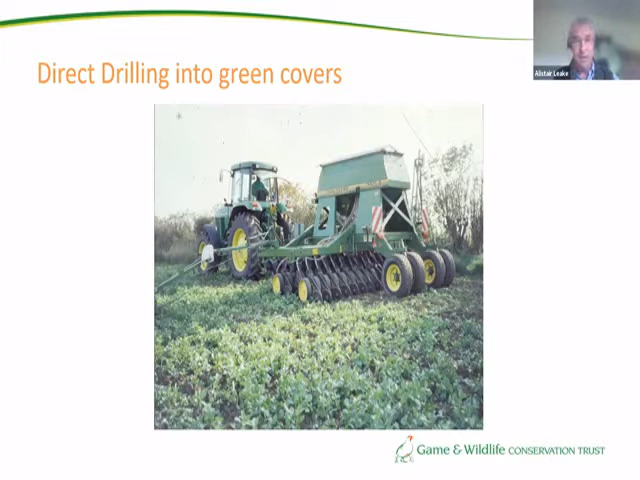 Direct Drilling into green covers
Alistair Leake
Game & Wildlife CONSERVATION TRUST